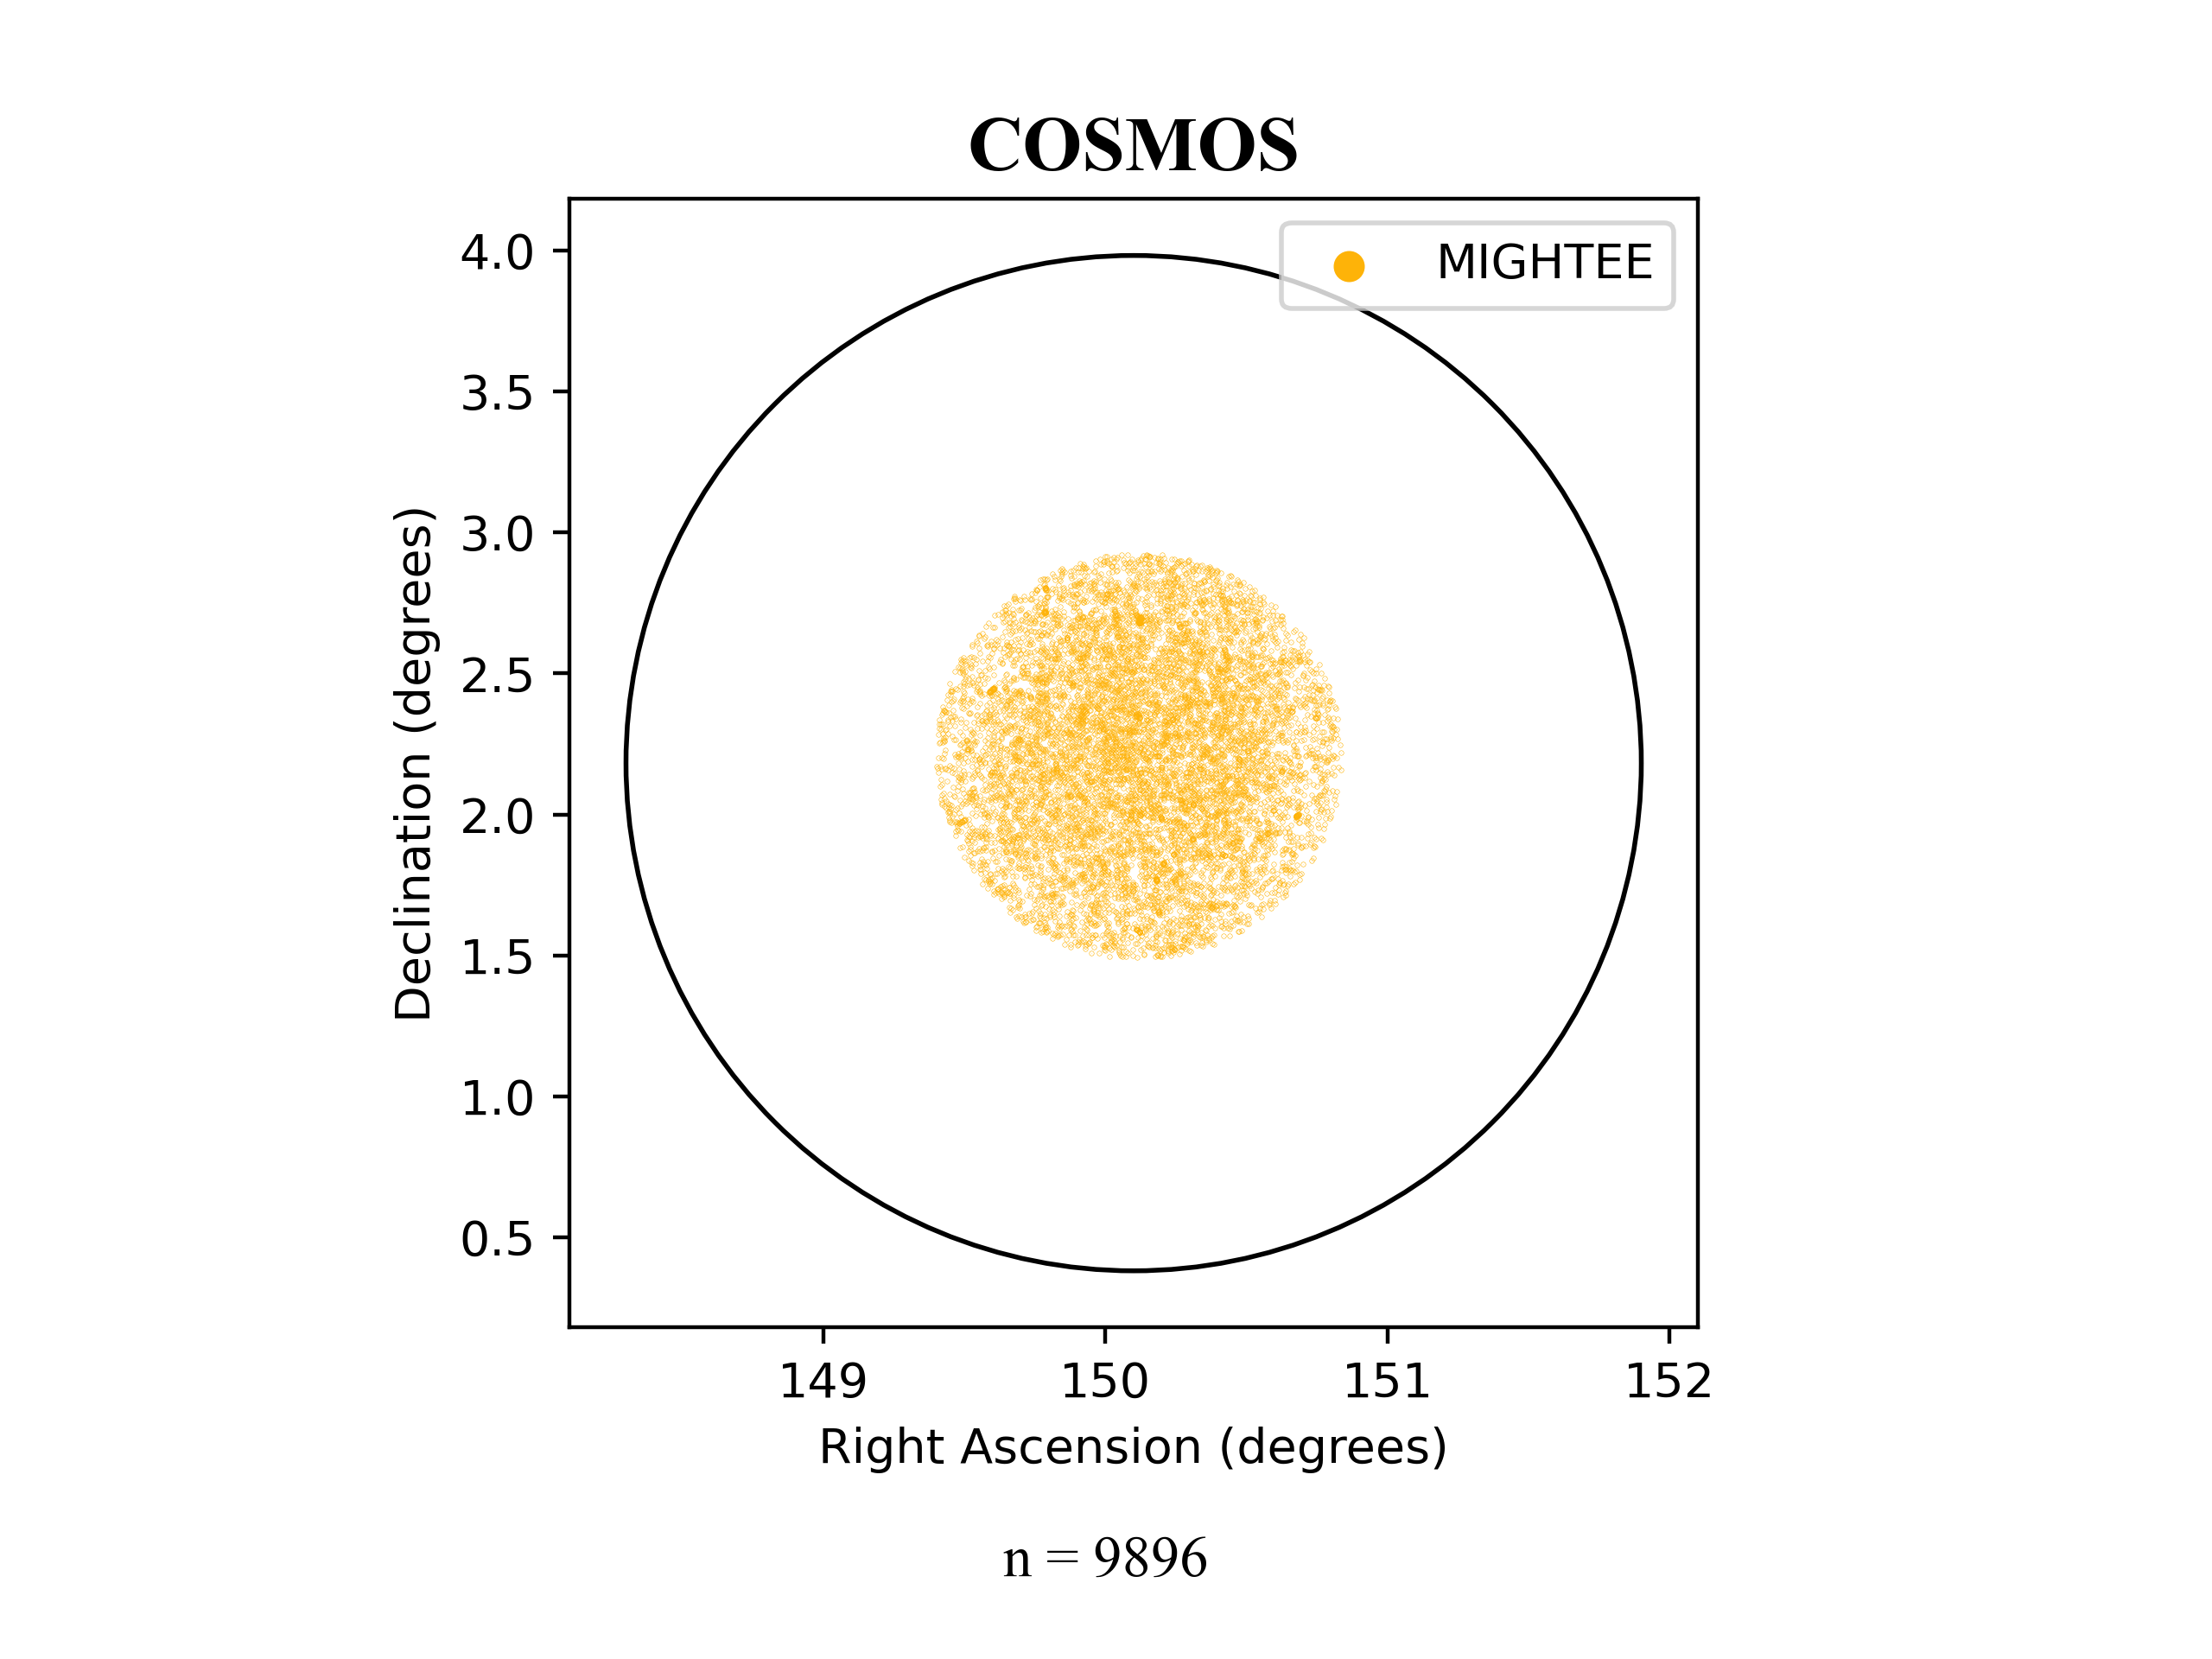 COSMOS
MIGHTEE
4.0
3.5
3.0
2.5
2.0
1.5
1.0
0.5
Declination (degrees)
149 150 151 152
Right Ascension (degrees)
n = 9896